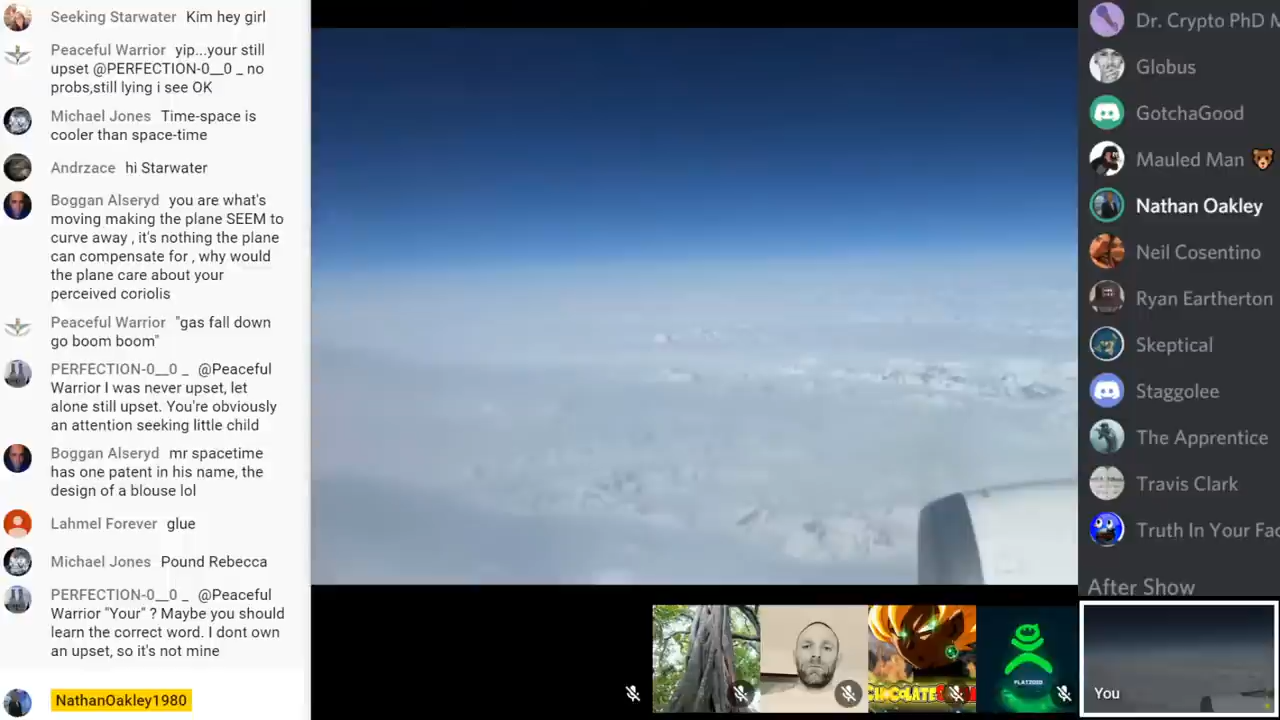 Seeking Starwater Kim hey girl
Peaceful Warrior yip...your still
upset @PERFECTION-0__0 _ no
probs,still lying i see OK
Michael Jones Time-space is
cooler than space-time
Andrzace hi Starwater
Boggan Alseryd you are what's
moving making the plane SEEM to
curve away , it's nothing the plane
can compensate for , why would
the plane care about your
perceived coriolis
Peaceful Warrior "gas fall down
go boom boom"
PERFECTION-0__0 _ @Peaceful
Warrior I was never upset, let
alone still upset. You're obviously
an attention seeking little child
Boggan Alseryd mr spacetime
has one patent in his name, the
design of a blouse lol
Lahmel Forever glue
Michael Jones Pound Rebecca
PERFECTION-0__0 _ @Peaceful
Warrior "Your" ? Maybe you should
learn the correct word. I dont own
an upset, so it's not mine
NathanOakley1980
Dr. Crypto PhD M
Globus
GotchaGood
Mauled Man
Nathan Oakley
Neil Cosentino
Ryan Eartherton
Skeptical
Staggolee
The Apprentice
Travis Clark
Truth In Your Fac
After Show
FLATZOID
You